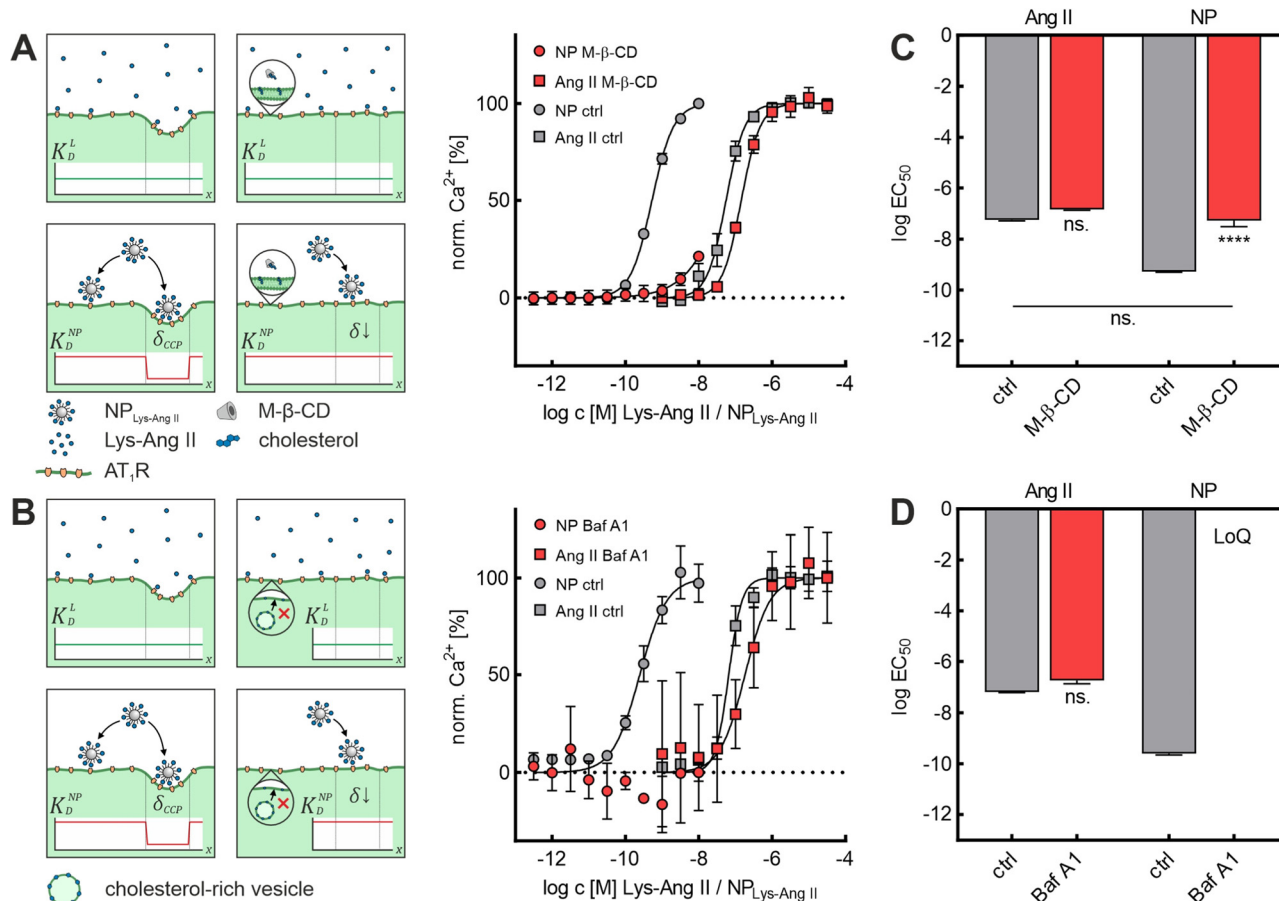 A
K_D^L
x
K_D^L
x
K_D^NP
δ_CCP
x
K_D^NP
δ↓
x
NP_Lys-Ang II
M-β-CD
Lys-Ang II
cholesterol
AT₁R
NP M-β-CD
Ang II M-β-CD
NP ctrl
Ang II ctrl
norm. Ca²⁺ [%]
100
50
0
-12
-10
-8
-6
-4
log c [M] Lys-Ang II / NP_Lys-Ang II
C
Ang II
NP
log EC₅₀
0
-2
-4
-6
-8
-10
-12
ns.
****
ns.
ctrl
M-β-CD
ctrl
M-β-CD
B
K_D^L
x
K_D^L
x
K_D^NP
δ_CCP
x
K_D^NP
δ↓
x
cholesterol-rich vesicle
NP Baf A1
Ang II Baf A1
NP ctrl
Ang II ctrl
norm. Ca²⁺ [%]
100
50
0
-12
-10
-8
-6
-4
log c [M] Lys-Ang II / NP_Lys-Ang II
D
Ang II
NP
log EC₅₀
0
-2
-4
-6
-8
-10
-12
LoQ
ns.
ctrl
Baf A1
ctrl
Baf A1